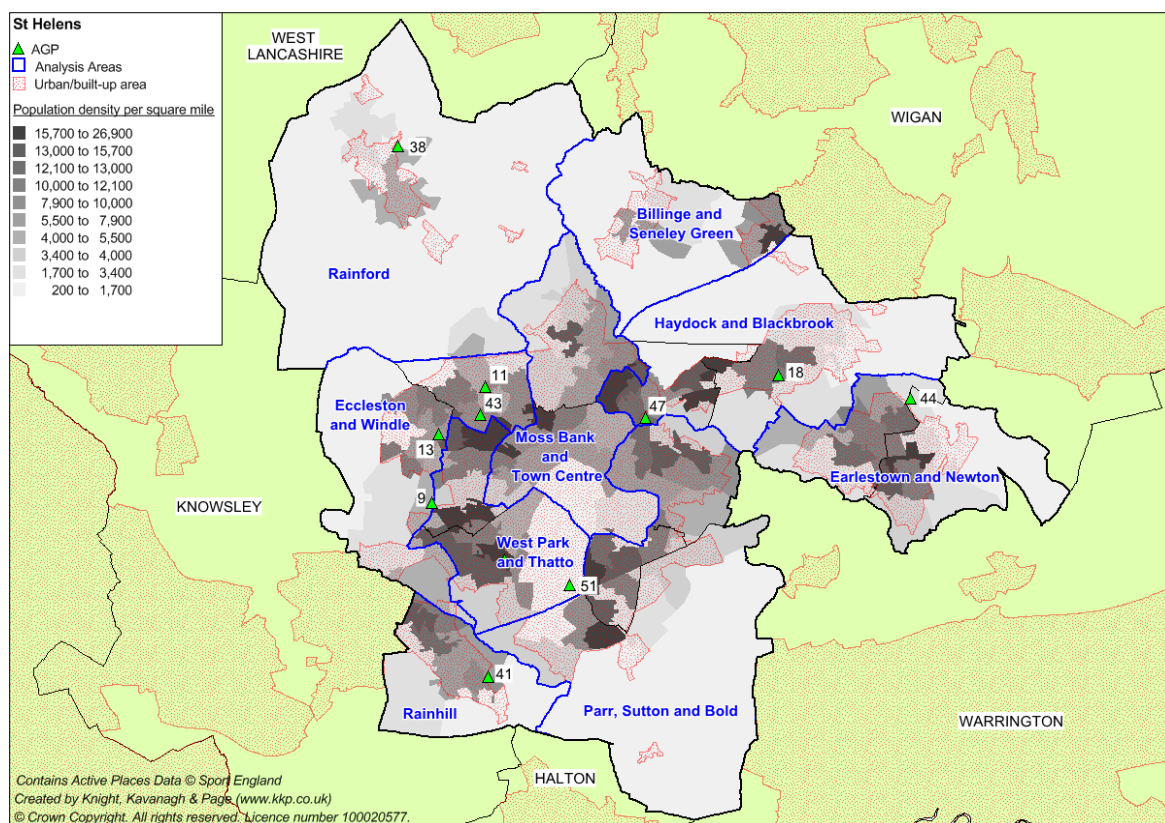 St Helens
AGP
Analysis Areas
Urban/built-up area
Population density per square mile
15,700 to 26,900
13,000 to 15,700
12,100 to 13,000
10,000 to 12,100
7,900 to 10,000
5,500 to 7,900
4,000 to 5,500
3,400 to 4,000
1,700 to 3,400
200 to 1,700
WEST
LANCASHIRE
WIGAN
38
Billinge and
Seneley Green
Rainford
Haydock and Blackbrook
11
18
Eccleston
and Windle
43
47
44
13
Moss Bank
and
Town Centre
Earlestown and Newton
KNOWSLEY
9
West Park
and Thatto
51
41
Rainhill
Parr, Sutton and Bold
WARRINGTON
HALTON
Contains Active Places Data © Sport England
Created by Knight, Kavanagh & Page (www.kkp.co.uk)
© Crown Copyright. All rights reserved. Licence number 100020577.